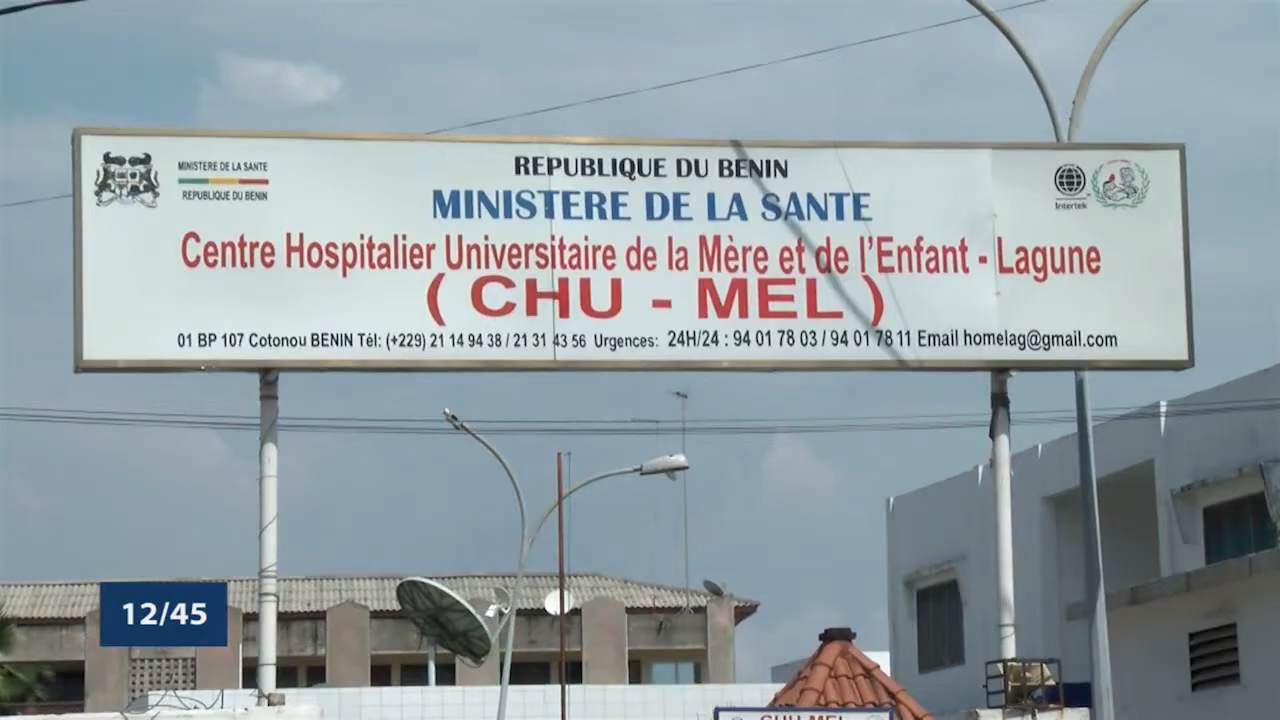 MINISTERE DE LA SANTE
REPUBLIQUE DU BENIN
REPUBLIQUE DU BENIN
MINISTERE DE LA SANTE
Intertek
Centre Hospitalier Universitaire de la Mère et de l'Enfant - Lagune
( CHU - MEL )
01 BP 107 Cotonou BENIN Tél: (+229) 21 14 94 38 / 21 31 43 56 Urgences: 24H/24 : 94 01 78 03 / 94 01 78 11 Email homelag@gmail.com
12/45
CHU MEL